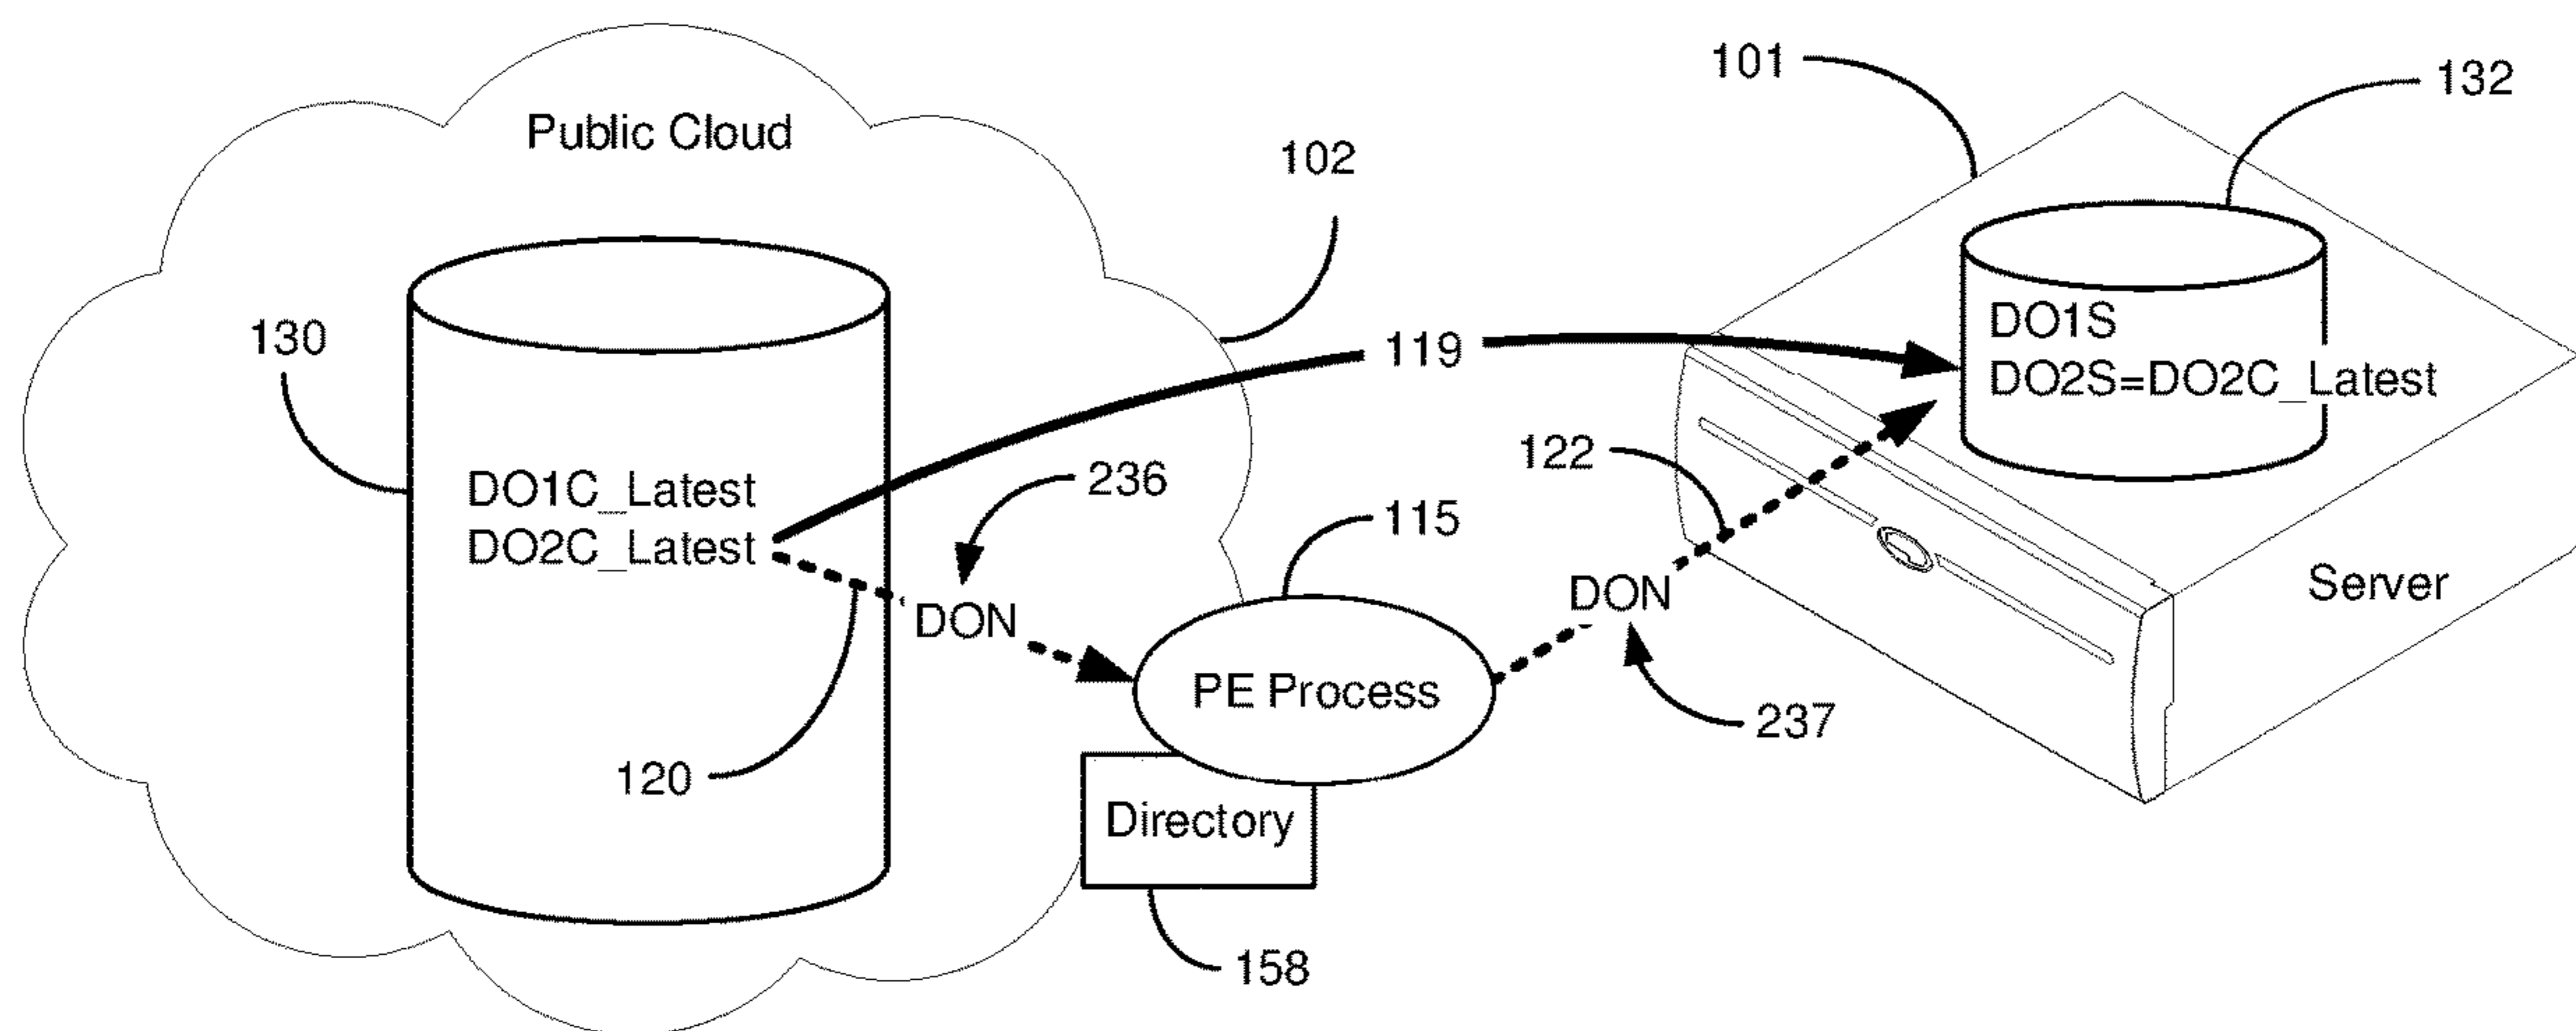 101
132
Public Cloud
102
130
119
DO1S
DO2S=DO2C_Latest
DO1C_Latest
DO2C_Latest
236
122
115
DON
DON
Server
PE Process
237
120
Directory
158